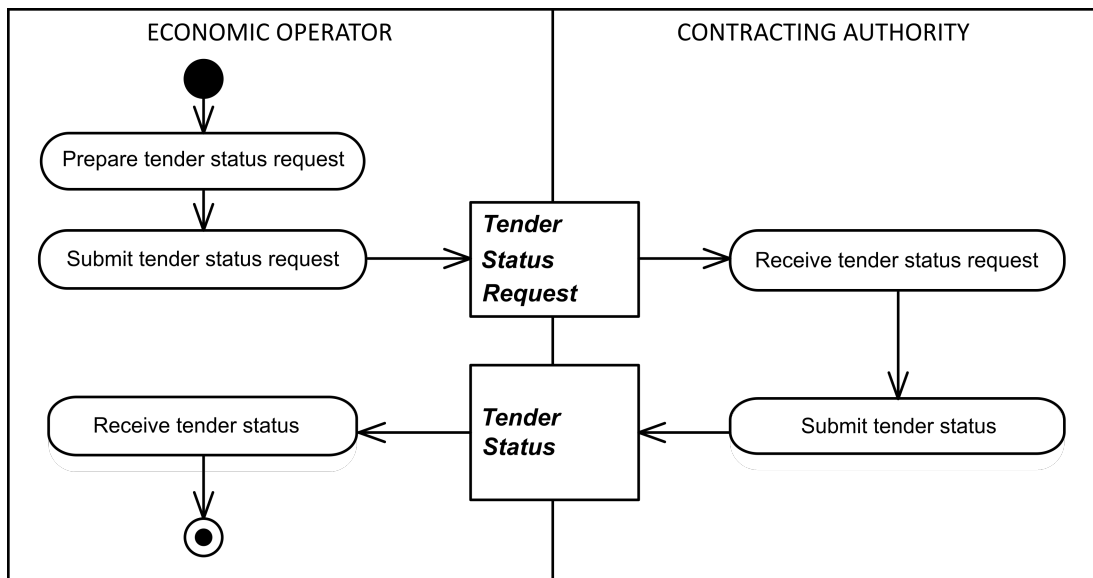 ECONOMIC OPERATOR
CONTRACTING AUTHORITY
Prepare tender status request
Submit tender status request
Tender
Status
Request
Receive tender status request
Receive tender status
Tender
Status
Submit tender status